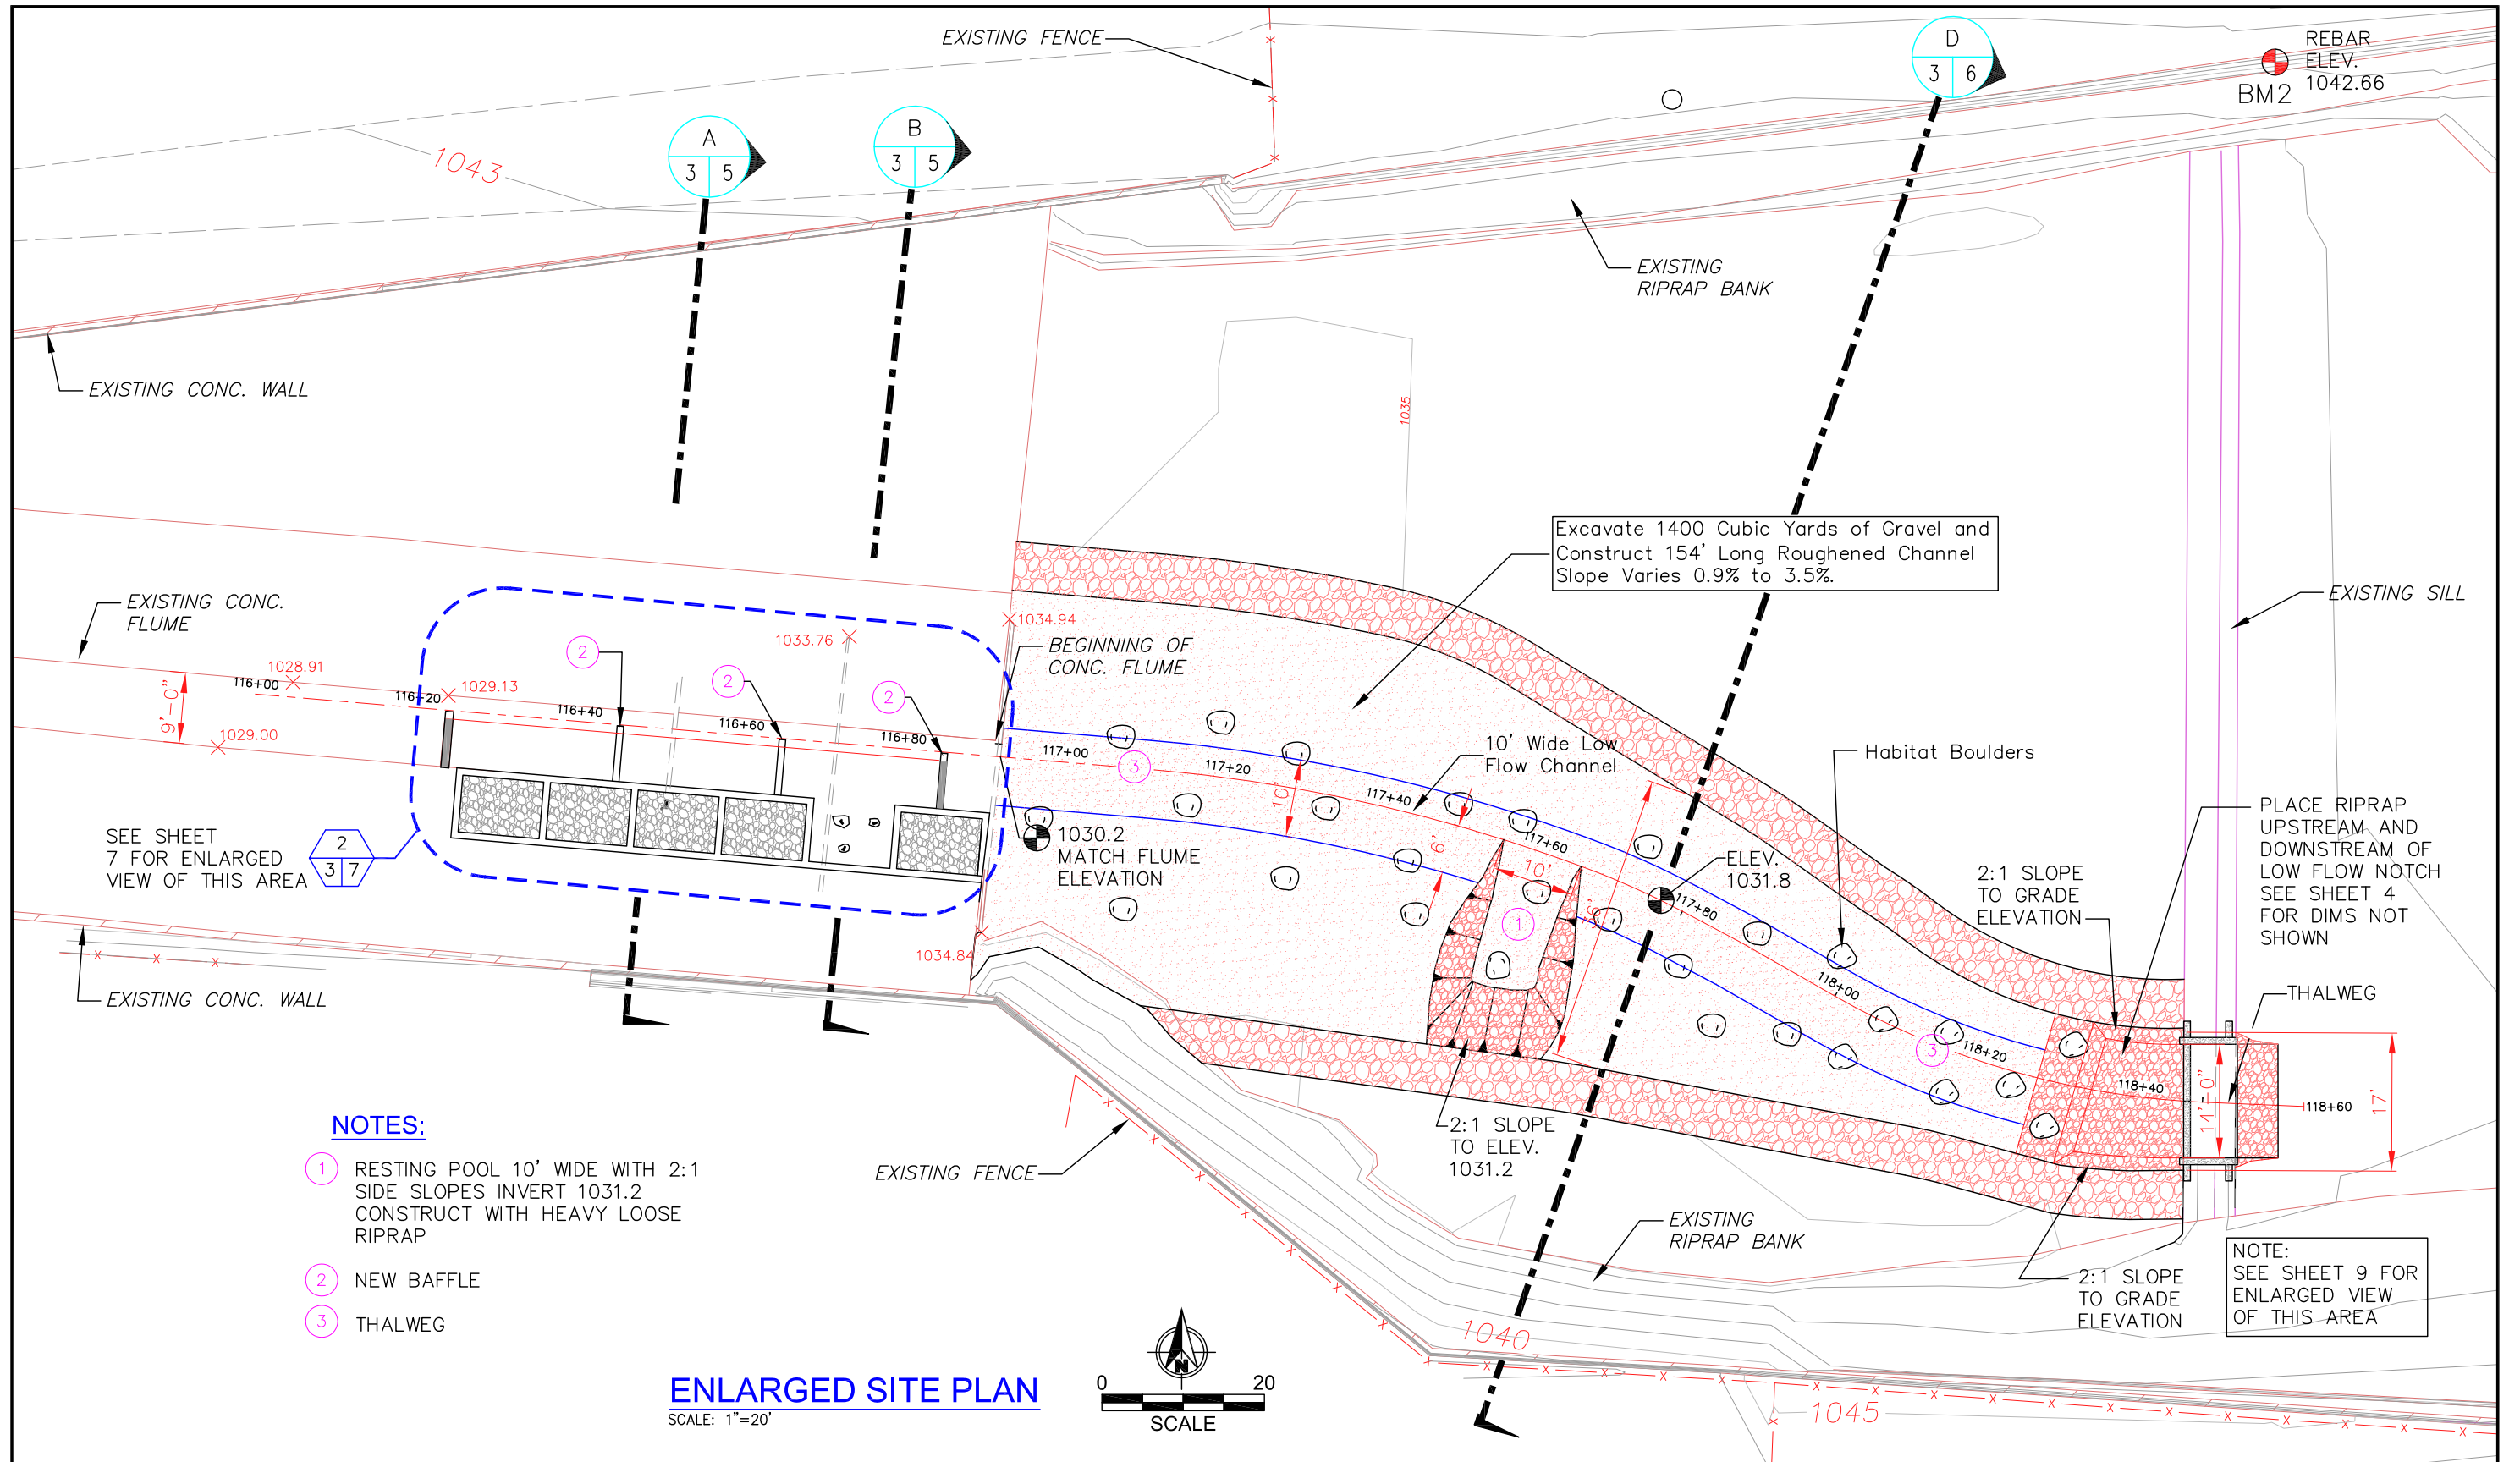 EXISTING FENCE
D
3 6
REBAR
ELEV.
1042.66
BM2
A
3 5
B
3 5
1043
EXISTING
RIPRAP BANK
EXISTING CONC. WALL
1035
Excavate 1400 Cubic Yards of Gravel and
Construct 154' Long Roughened Channel
Slope Varies 0.9% to 3.5%.
EXISTING SILL
EXISTING CONC.
FLUME
2
1033.76
1034.94
BEGINNING OF
CONC. FLUME
1028.91
116+00
9'-0"
1029.00
116+20
1029.13
116+40
2
116+60
2
116+80
117+00
3
117+20
10'
10' Wide Low
Flow Channel
117+40
Habitat Boulders
6'
117+60
10'
1
ELEV.
1031.8
117+80
1030.2
MATCH FLUME
ELEVATION
SEE SHEET
7 FOR ENLARGED
VIEW OF THIS AREA
2
3 7
2:1 SLOPE
TO GRADE
ELEVATION
PLACE RIPRAP
UPSTREAM AND
DOWNSTREAM OF
LOW FLOW NOTCH
SEE SHEET 4
FOR DIMS NOT
SHOWN
1034.84
EXISTING CONC. WALL
118+00
THALWEG
3
118+20
118+40
14'-0"
118+60
17'
2:1 SLOPE
TO ELEV.
1031.2
EXISTING FENCE
EXISTING
RIPRAP BANK
2:1 SLOPE
TO GRADE
ELEVATION
NOTE:
SEE SHEET 9 FOR
ENLARGED VIEW
OF THIS AREA
NOTES:
1 RESTING POOL 10' WIDE WITH 2:1
SIDE SLOPES INVERT 1031.2
CONSTRUCT WITH HEAVY LOOSE
RIPRAP
2 NEW BAFFLE
3 THALWEG
1040
1045
ENLARGED SITE PLAN
SCALE: 1"=20'
N
0 20
SCALE